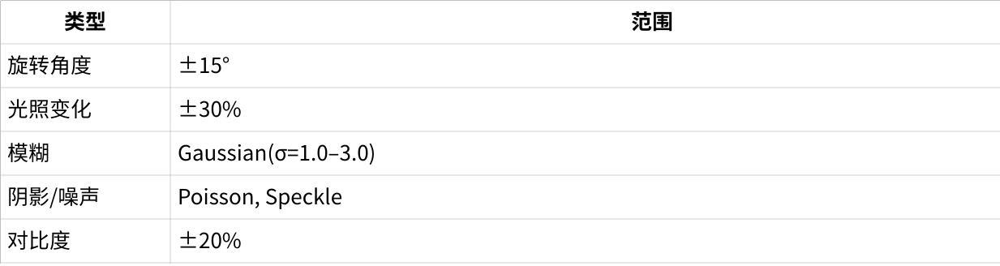 类型 范围
旋转角度 ±15°
光照变化 ±30%
模糊 Gaussian(σ=1.0–3.0)
阴影/噪声 Poisson, Speckle
对比度 ±20%